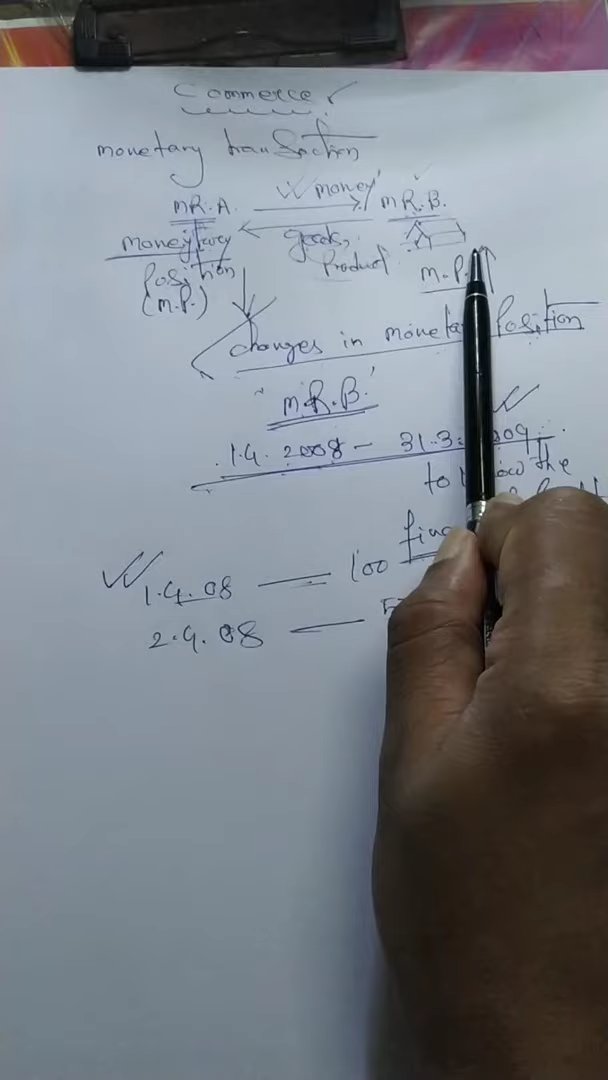 Commerce
monetary transaction
money
MR.A. MR.B.
goods,
Product
monetary
Position
(M.P.)
M.P.
changes in monetary Position
"M.R.B."
1.4.2008 - 31.3.
to the
1.4.08 — 100
2.4.08 —